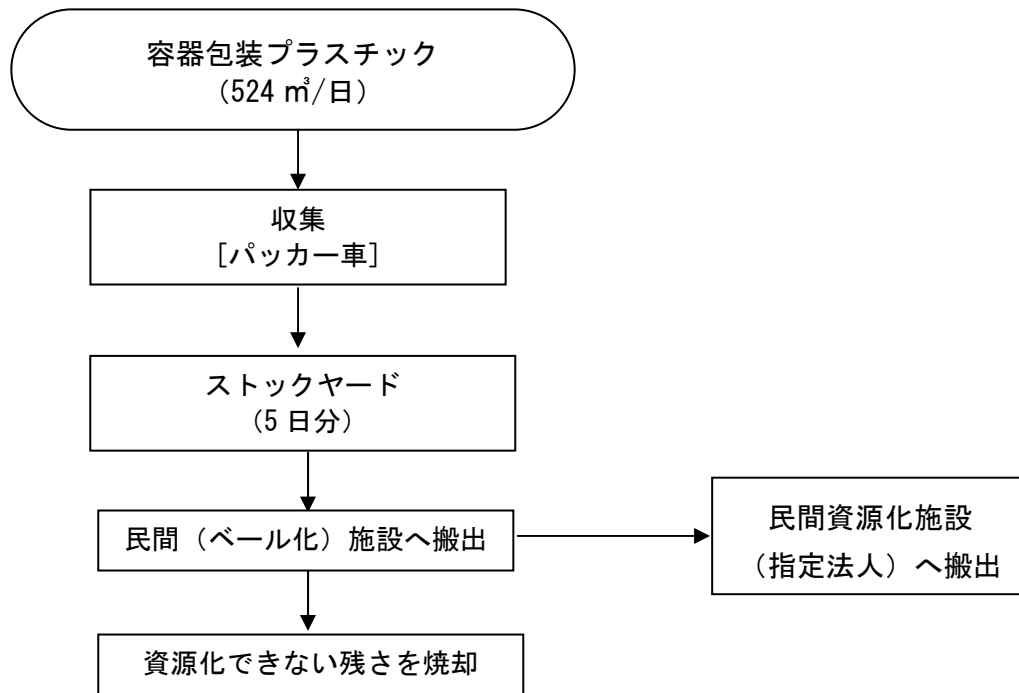 容器包装プラスチック
（524 ㎥/日）
収集
［パッカー車］
ストックヤード
（5 日分）
民間（ベール化）施設へ搬出
民間資源化施設
（指定法人）へ搬出
資源化できない残さを焼却